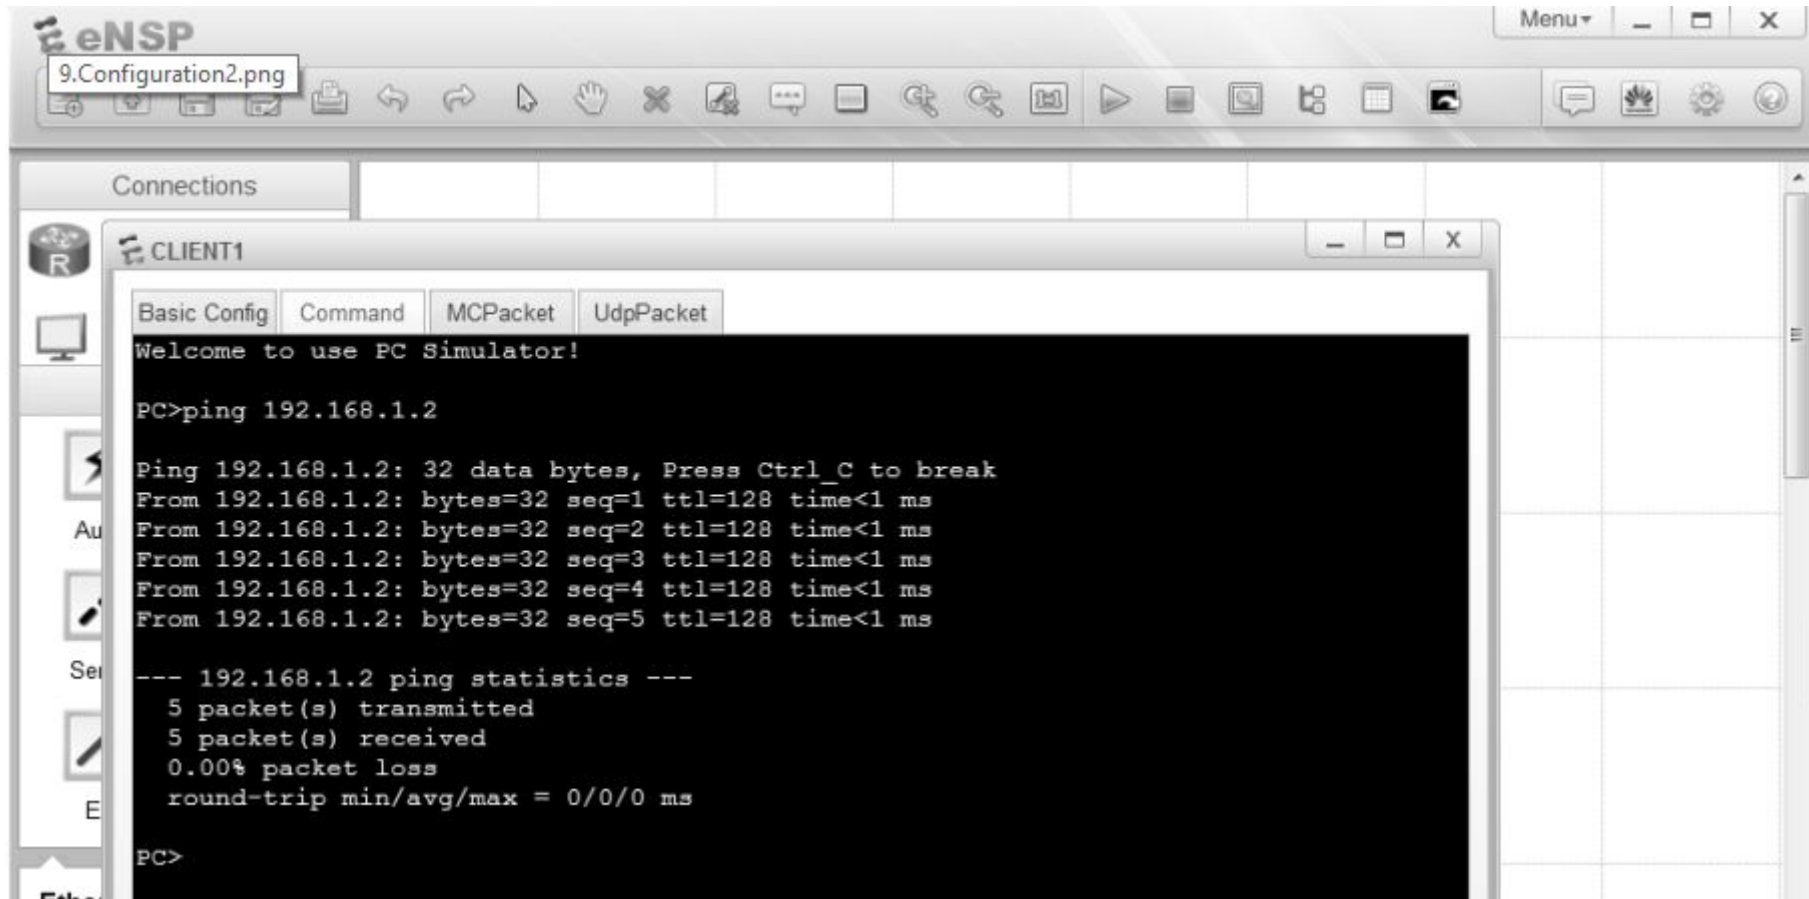 eNSP
Menu
9.Configuration2.png
Connections
R
CLIENT1
Basic Config Command MCPacket UdpPacket
Welcome to use PC Simulator!
PC>ping 192.168.1.2
Ping 192.168.1.2: 32 data bytes, Press Ctrl_C to break
From 192.168.1.2: bytes=32 seq=1 ttl=128 time<1 ms
From 192.168.1.2: bytes=32 seq=2 ttl=128 time<1 ms
From 192.168.1.2: bytes=32 seq=3 ttl=128 time<1 ms
From 192.168.1.2: bytes=32 seq=4 ttl=128 time<1 ms
From 192.168.1.2: bytes=32 seq=5 ttl=128 time<1 ms
Au
Ser
--- 192.168.1.2 ping statistics ---
5 packet(s) transmitted
5 packet(s) received
0.00% packet loss
round-trip min/avg/max = 0/0/0 ms
E
PC>